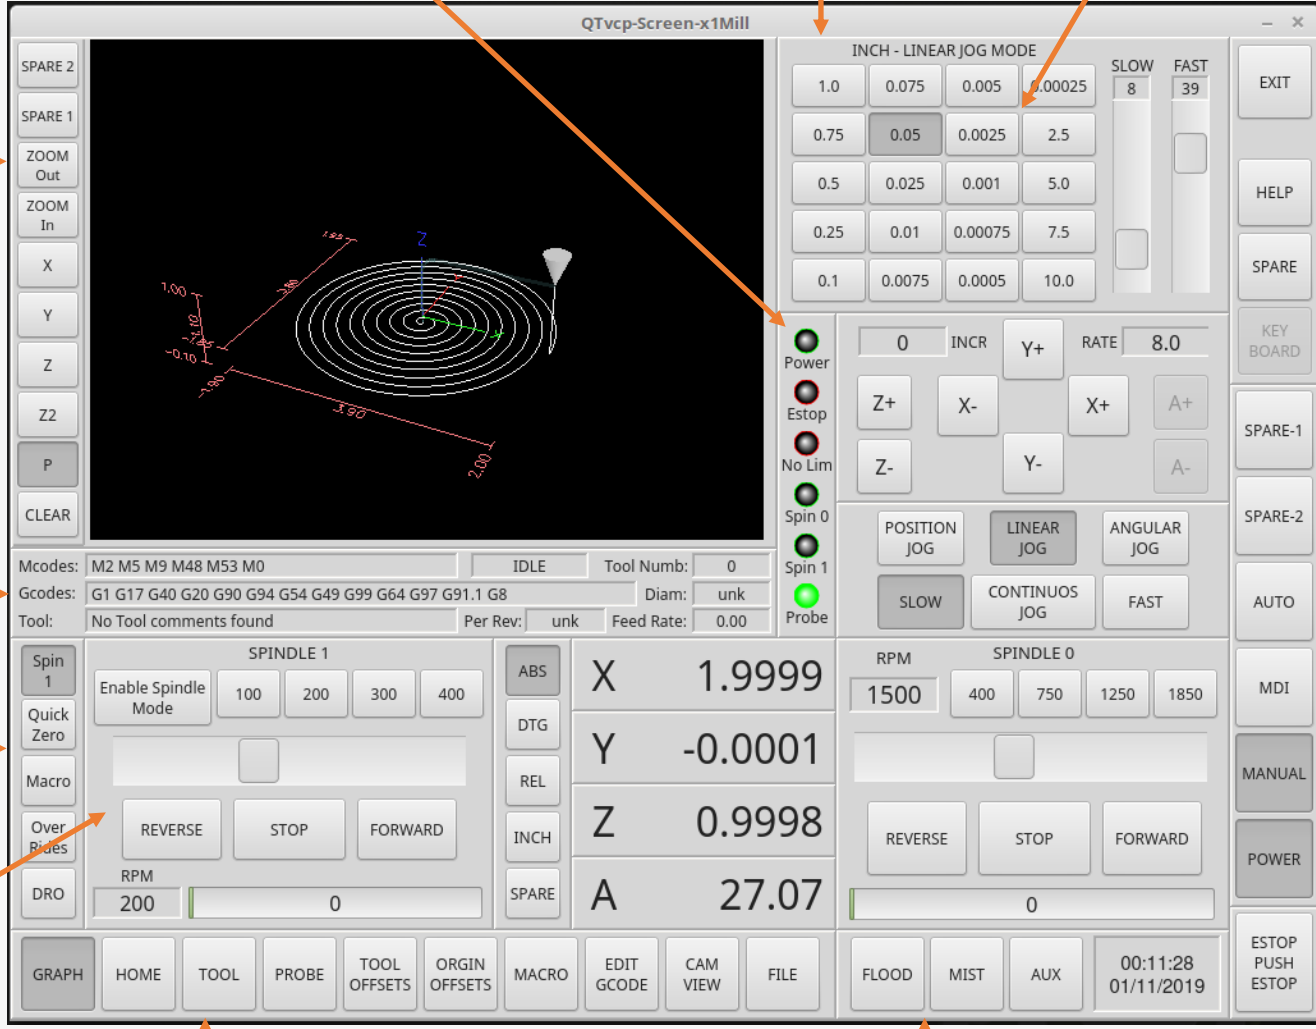 QTvcp-Screen-x1Mill
SPARE 2
SPARE 1
ZOOM
Out
ZOOM
In
X
Y
Z
Z2
P
CLEAR
Z
X
1.00
-0.10
3.90
2.00
INCH - LINEAR JOG MODE
1.0 0.075 0.005 0.00025
0.75 0.05 0.0025 2.5
0.5 0.025 0.001 5.0
0.25 0.01 0.00075 7.5
0.1 0.0075 0.0005 10.0
SLOW FAST
8 39
EXIT
HELP
SPARE
KEY
BOARD
SPARE-1
SPARE-2
AUTO
MDI
MANUAL
POWER
ESTOP
PUSH
ESTOP
Power
Estop
No Lim
Spin 0
Spin 1
Probe
0 INCR Y+ RATE 8.0
Z+ X- X+ A+
Z- Y- A-
POSITION
JOG
LINEAR
JOG
ANGULAR
JOG
SLOW
CONTINUOS
JOG
FAST
Mcodes: M2 M5 M9 M48 M53 M0 IDLE Tool Numb: 0
Gcodes: G1 G17 G40 G20 G90 G94 G54 G49 G99 G64 G97 G91.1 G8 Diam: unk
Tool: No Tool comments found Per Rev: unk Feed Rate: 0.00
Spin
1
Quick
Zero
Macro
Over
Rides
DRO
SPINDLE 1
Enable Spindle
Mode
100 200 300 400
REVERSE STOP FORWARD
RPM
200 0
ABS
DTG
REL
INCH
SPARE
X 1.9999
Y -0.0001
Z 0.9998
A 27.07
RPM SPINDLE 0
1500 400 750 1250 1850
REVERSE STOP FORWARD
0
GRAPH HOME TOOL PROBE
TOOL
OFFSETS
ORGIN
OFFSETS
MACRO
EDIT
GCODE
CAM
VIEW
FILE
FLOOD MIST AUX
00:11:28
01/11/2019